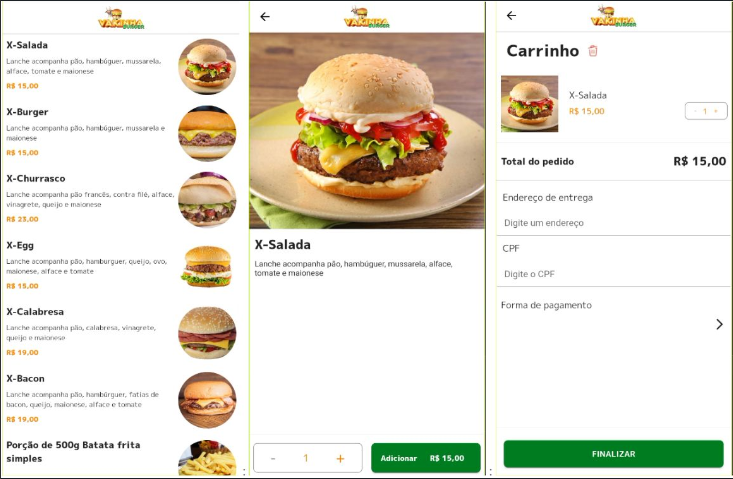 VAKINHA
BURGER
X-Salada
Lanche acompanha pão, hambúguer, mussarela,
alface, tomate e maionese
R$ 15,00
X-Burger
Lanche acompanha pão, hambúguer, mussarela e
maionese
R$ 15,00
X-Churrasco
Lanche acompanha pão francês, contra filé, alface,
vinagrete, queijo e maionese
R$ 23,00
X-Egg
Lanche acompanha pão, hamburguer, queijo, ovo,
maionese, alface e tomate
R$ 15,00
X-Calabresa
Lanche acompanha pão, calabresa, vinagrete,
queijo e maionese
R$ 19,00
X-Bacon
Lanche acompanha pão, hambúrguer, fatias de
bacon, queijo, maionese, alface e tomate
R$ 19,00
Porção de 500g Batata frita
simples
;
VAKINHA
BURGER
X-Salada
Lanche acompanha pão, hambúguer, mussarela, alface,
tomate e maionese
- 1 +
Adicionar R$ 15,00
;
VAKINHA
BURGER
Carrinho
X-Salada
R$ 15,00
- 1 +
Total do pedido R$ 15,00
Endereço de entrega
Digite um endereço
CPF
Digite o CPF
Forma de pagamento
FINALIZAR